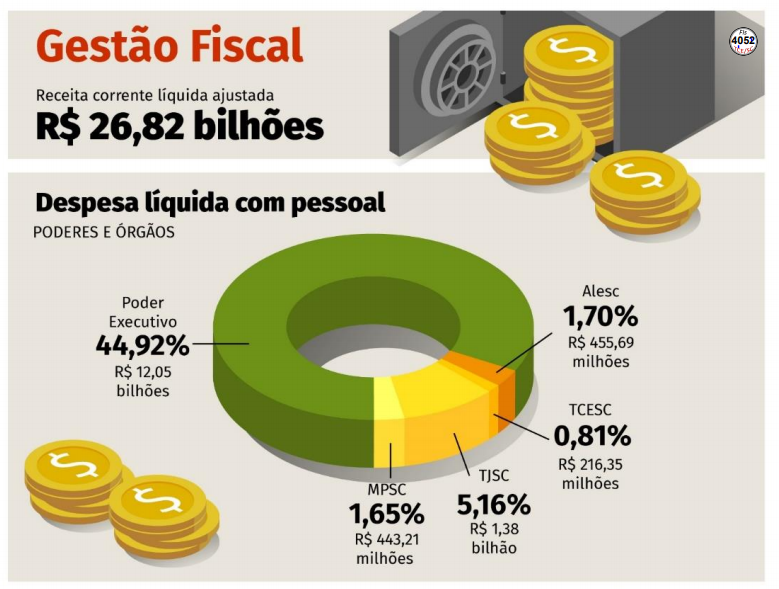 Gestão Fiscal
Fls
4052
Receita corrente líquida ajustada
R$ 26,82 bilhões
Despesa líquida com pessoal
PODERES E ÓRGÃOS
Poder
Executivo
44,92%
R$ 12,05
bilhões
Alesc
1,70%
R$ 455,69
milhões
TCESC
0,81%
R$ 216,35
milhões
TJSC
5,16%
R$ 1,38
bilhão
MPSC
1,65%
R$ 443,21
milhões